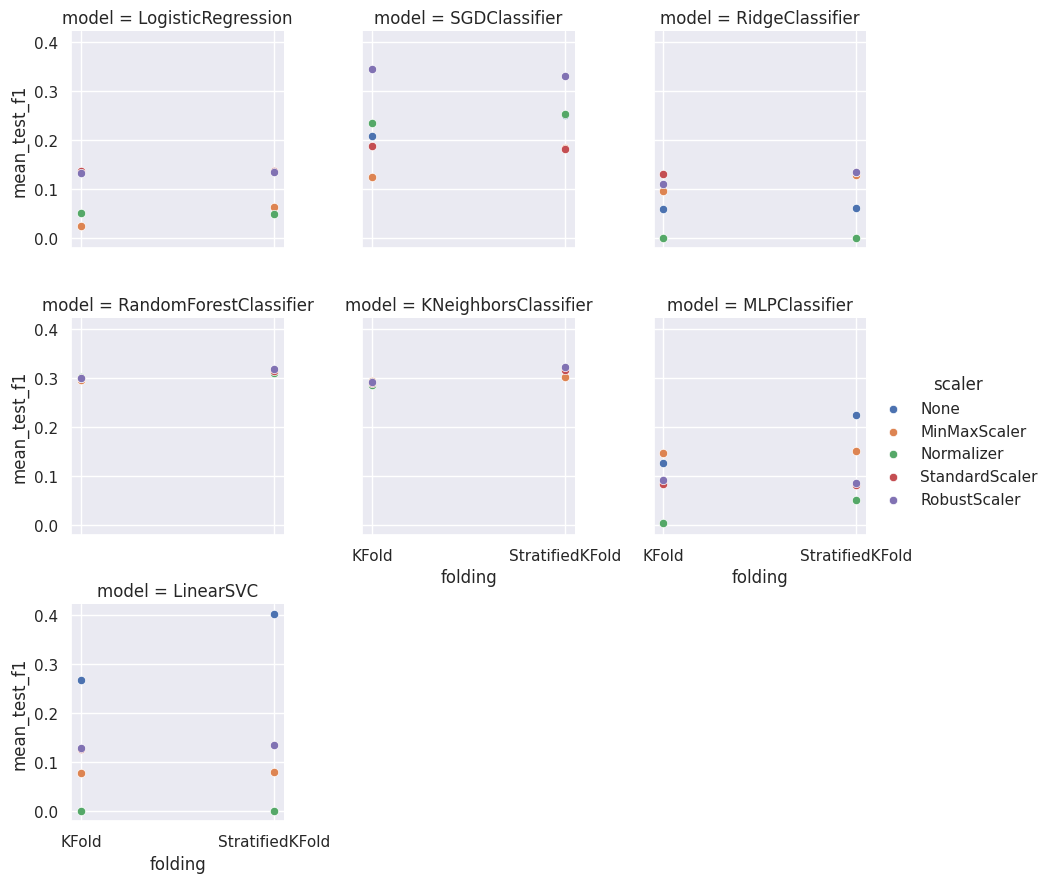 model = LogisticRegression
model = SGDClassifier
model = RidgeClassifier
mean_test_f1
0.4
0.3
0.2
0.1
0.0
model = RandomForestClassifier
model = KNeighborsClassifier
model = MLPClassifier
mean_test_f1
0.4
0.3
0.2
0.1
0.0
KFold
StratifiedKFold
folding
KFold
StratifiedKFold
folding
scaler
None
MinMaxScaler
Normalizer
StandardScaler
RobustScaler
model = LinearSVC
mean_test_f1
0.4
0.3
0.2
0.1
0.0
KFold
StratifiedKFold
folding